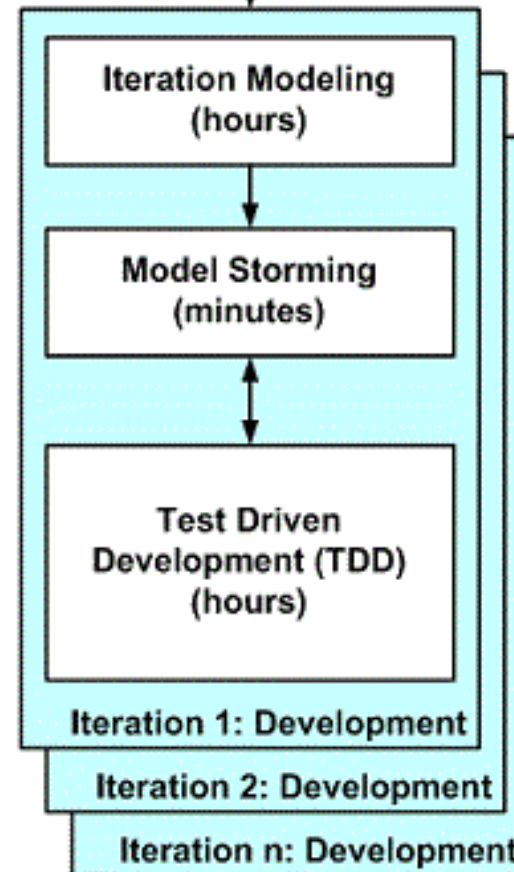 Iteration Modeling
(hours)
Model Storming
(minutes)
Test Driven
Development (TDD)
(hours)
Iteration 1: Development
Iteration 2: Development
Iteration n: Development